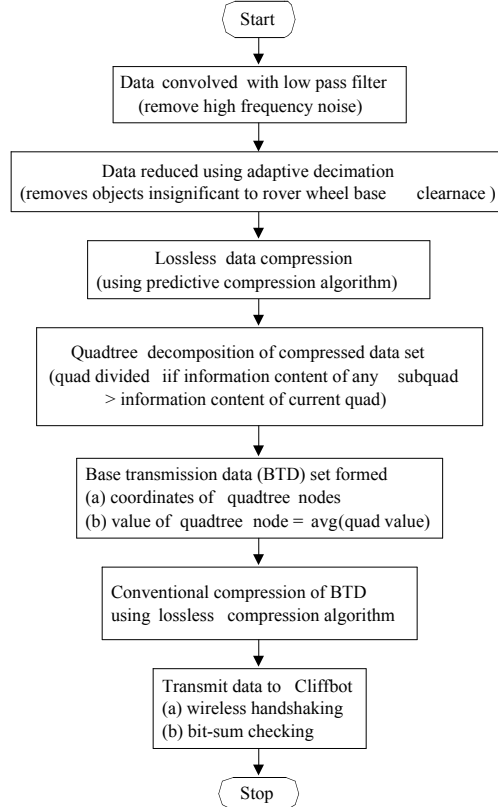 Start
Data convolved with low pass filter
(remove high frequency noise)
Data reduced using adaptive decimation
(removes objects insignificant to rover wheel base clearnace )
Lossless data compression
(using predictive compression algorithm)
Quadtree decomposition of compressed data set
(quad divided iif information content of any subquad
> information content of current quad)
Base transmission data (BTD) set formed
(a) coordinates of quadtree nodes
(b) value of quadtree node = avg(quad value)
Conventional compression of BTD
using lossless compression algorithm
Transmit data to Cliffbot
(a) wireless handshaking
(b) bit-sum checking
Stop